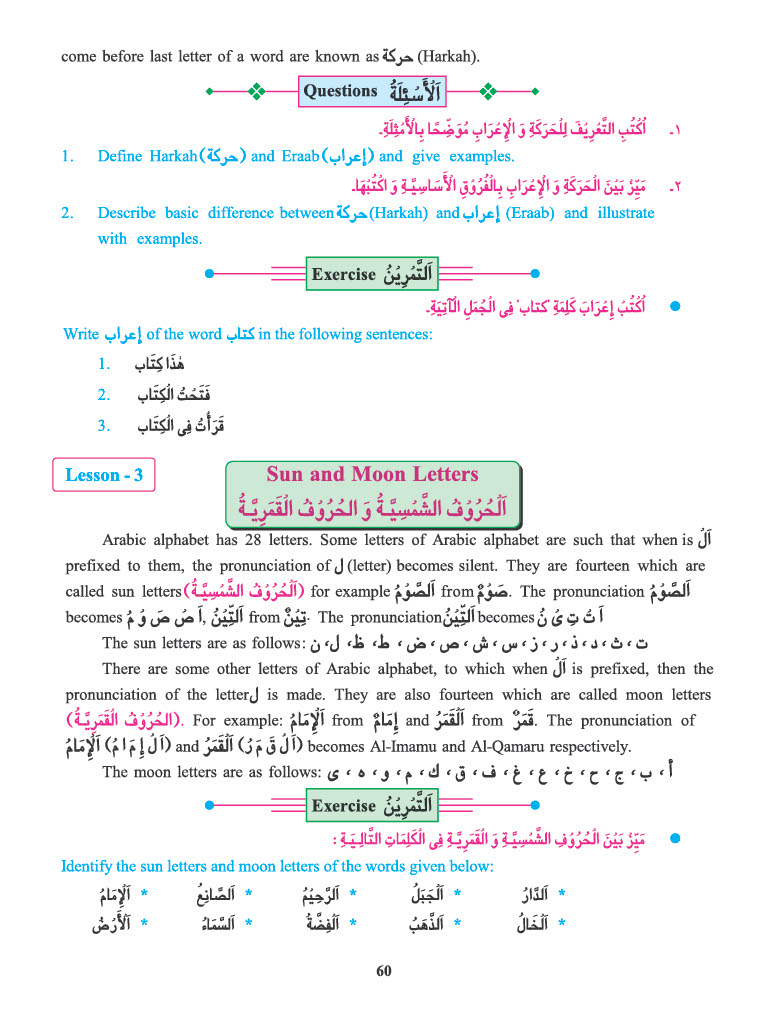 come before last letter of a word are known as حركة (Harkah).
Questions اَلْأَسْئِلَةُ
۱۔ اُكْتُبِ التَّعْرِيْفَ لِلْحَرَكَةِ وَ الْإِعْرَابِ مُوَضِّحًا بِالْأَمْثِلَةِ۔
1. Define Harkah (حركة) and Eraab (إعراب) and give examples.
۲۔ مَيِّزْ بَيْنَ الْحَرَكَةِ وَ الْإِعْرَابِ بِالْفُرُوْقِ الْأَسَاسِيَّةِ وَ اكْتُبْهَا۔
2. Describe basic difference between حركة (Harkah) and إعراب (Eraab) and illustrate
with examples.
Exercise اَلتَّمْرِيْنُ
● اُكْتُبْ إِعْرَابَ كَلِمَةِ كتاب' فِى الْجُمَلِ الْآتِيَةِ۔
Write إعراب of the word كتاب in the following sentences:
1. هٰذَا كِتَاب
2. فَتَحْتُ الْكِتَاب
3. قَرَأْتُ فِى الْكِتَاب
Lesson - 3
Sun and Moon Letters
اَلْحُرُوْفُ الشَّمْسِيَّةُ وَ الحُرُوْفُ الْقَمَرِيَّةُ
Arabic alphabet has 28 letters. Some letters of Arabic alphabet are such that when is اَلْ
prefixed to them, the pronunciation of ل (letter) becomes silent. They are fourteen which are
called sun letters (اَلْحُرُوْفُ الشَّمْسِيَّةُ) for example اَلصَّوْمُ from صَوْمٌ. The pronunciation اَلصَّوْمُ
becomes اَ صْ صَ وْ مُ, اَلتِّيْنُ from تِيْنٌ. The pronunciation اَلتِّيْنُ becomes اَ تْ تِ ىْ نُ
The sun letters are as follows: ت ، ث ، د ، ذ ، ر ، ز ، س ، ش ، ص ، ض ، ط، ظ، ل، ن
There are some other letters of Arabic alphabet, to which when اَلْ is prefixed, then the
pronunciation of the letter ل is made. They are also fourteen which are called moon letters
(الحُرُوْفُ الْقَمَرِيَّةُ). For example: اَلْإِمَامُ from إِمَامٌ and اَلْقَمَرُ from قَمَرٌ. The pronunciation of
اَلْإِمَامُ (اَ لْ إِ مَ ا مُ) and اَلْقَمَرُ (اَ لْ قَ مَ رُ) becomes Al-Imamu and Al-Qamaru respectively.
The moon letters are as follows: أ ، ب ، ج ، ح ، خ ، ع ، غ ، ف ، ق ، ك ، م ، و ، ه ، ى
Exercise اَلتَّمْرِيْنُ
● مَيِّزْ بَيْنَ الْحُرُوْفِ الشَّمْسِيَّةِ وَ الْقَمَرِيَّةِ فِى الْكَلِمَاتِ التَّالِيَةِ :
Identify the sun letters and moon letters of the words given below:
* اَلدَّارُ * اَلْجَبَلُ * اَلرَّحِيْمُ * اَلصَّانِعُ * اَلْإِمَامُ
* اَلْخَالُ * اَلذَّهَبُ * اَلْفِضَّةُ * اَلسَّمَاءُ * اَلْأَرْضُ
60